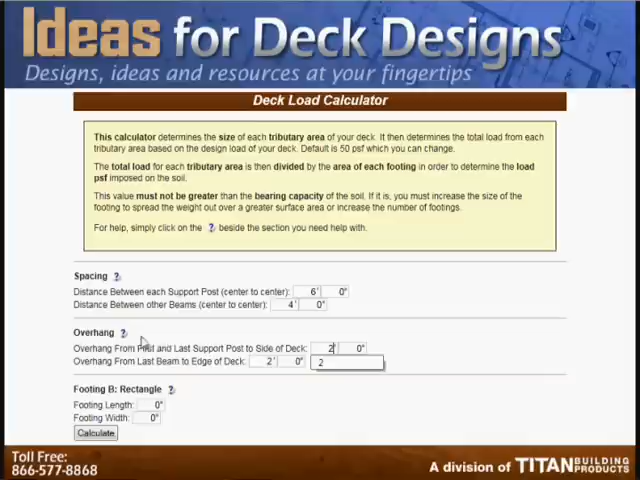 Ideas for Deck Designs
Designs, ideas and resources at your fingertips
Deck Load Calculator
This calculator determines the size of each tributary area of your deck. It then determines the total load from each
tributary area based on the design load of your deck. Default is 50 psf which you can change.
The total load for each tributary area is then divided by the area of each footing in order to determine the load
psf imposed on the soil.
This value must not be greater than the bearing capacity of the soil. If it is, you must increase the size of the
footing to spread the weight out over a greater surface area or increase the number of footings.
For help, simply click on the ? beside the section you need help with.
Spacing ?
Distance Between each Support Post (center to center): 6' 0"
Distance Between other Beams (center to center): 4' 0"
Overhang ?
Overhang From First and Last Support Post to Side of Deck: 2 0"
Overhang From Last Beam to Edge of Deck: 2' 0"
2
Footing B: Rectangle ?
Footing Length: 0"
Footing Width: 0"
Calculate
Toll Free:
866-577-8868
A division of TITAN BUILDING PRODUCTS